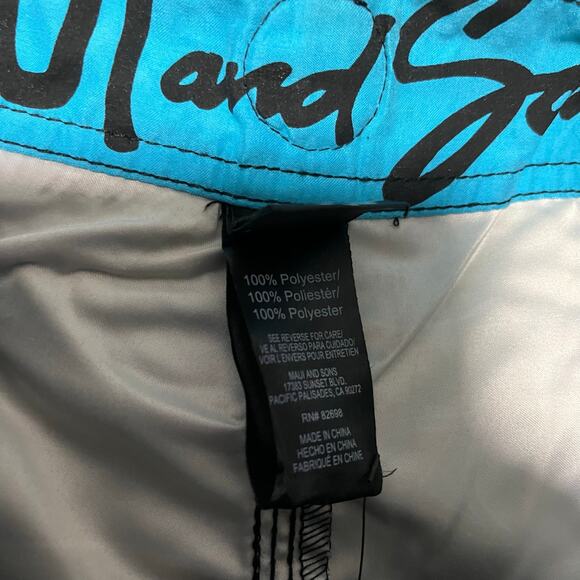 UI and So
100% Polyester/
100% Poliestér/
100% Polyester
SEE REVERSE FOR CARE/
VE AL REVERSO PARA CUIDADO/
VOIR L'ENVERS POUR ENTRETIEN
MAUI AND SONS
17383 SUNSET BLVD.
PACIFIC PALISADES, CA 90272
RN# 82698
MADE IN CHINA
HECHO EN CHINA
FABRIQUÉ EN CHINE